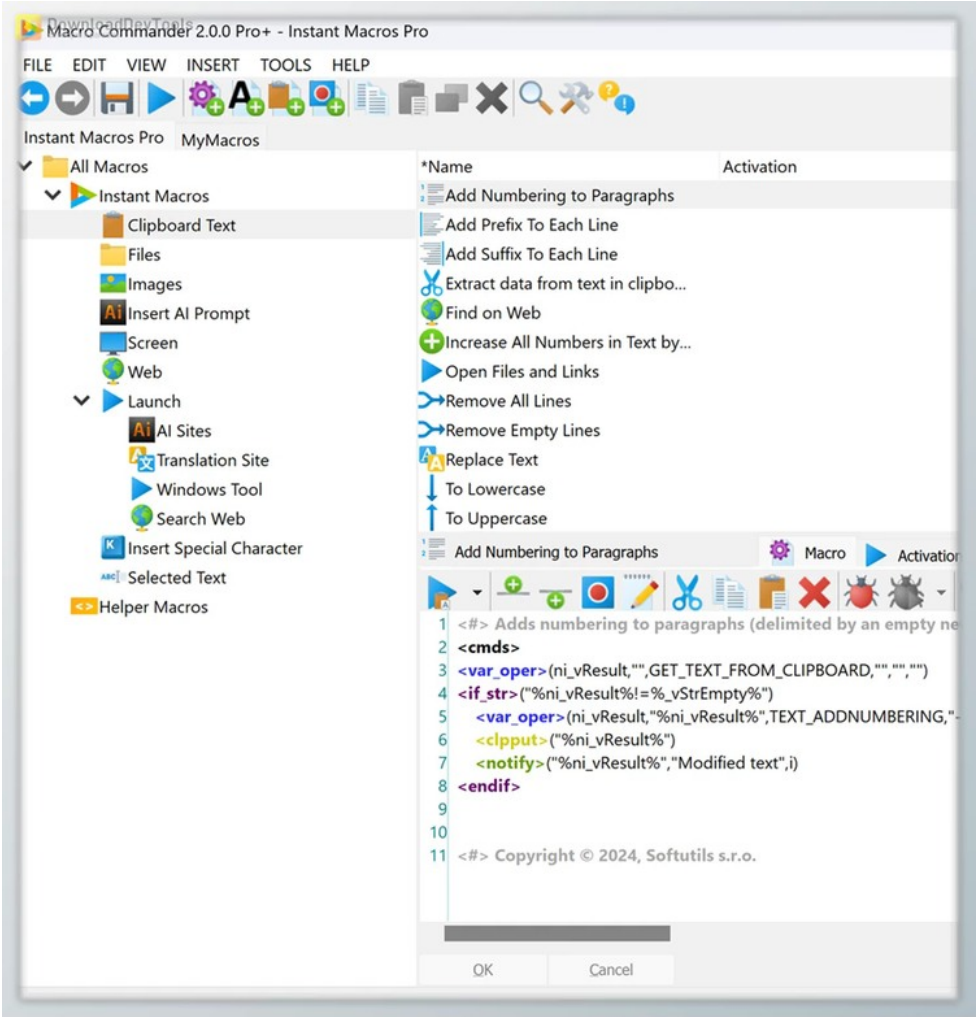 DownloadDevTools
Macro Commander 2.0.0 Pro+ - Instant Macros Pro
FILE EDIT VIEW INSERT TOOLS HELP
Instant Macros Pro MyMacros
All Macros
Instant Macros
Clipboard Text
Files
Images
Ai Insert AI Prompt
Screen
Web
Launch
Ai AI Sites
Translation Site
Windows Tool
Search Web
K Insert Special Character
ABC Selected Text
Helper Macros
*Name Activation
Add Numbering to Paragraphs
Add Prefix To Each Line
Add Suffix To Each Line
Extract data from text in clipbo...
Find on Web
Increase All Numbers in Text by...
Open Files and Links
Remove All Lines
Remove Empty Lines
Replace Text
To Lowercase
To Uppercase
Add Numbering to Paragraphs Macro Activation
1 <#> Adds numbering to paragraphs (delimited by an empty ne
2 <cmds>
3 <var_oper>(ni_vResult,"",GET_TEXT_FROM_CLIPBOARD,"","","")
4 <if_str>("%ni_vResult%!=%_vStrEmpty%")
5 <var_oper>(ni_vResult,"%ni_vResult%",TEXT_ADDNUMBERING,"-
6 <clpput>("%ni_vResult%")
7 <notify>("%ni_vResult%","Modified text",i)
8 <endif>
9
10
11 <#> Copyright © 2024, Softutils s.r.o.
OK Cancel